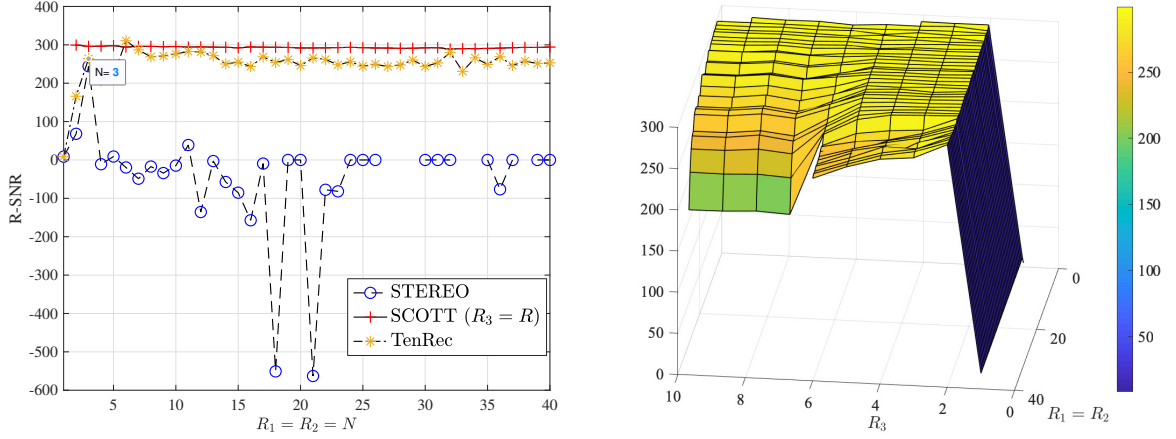 400
300
200
100
0
-100
-200
-300
-400
-500
-600
R-SNR
N= 3
STEREO
SCOTT (R₃ = R)
TenRec
5 10 15 20 25 30 35 40
R₁ = R₂ = N
300
250
200
150
100
50
0
10 8 6 4 2 0
R₃
0
20
40
R₁ = R₂
250
200
150
100
50